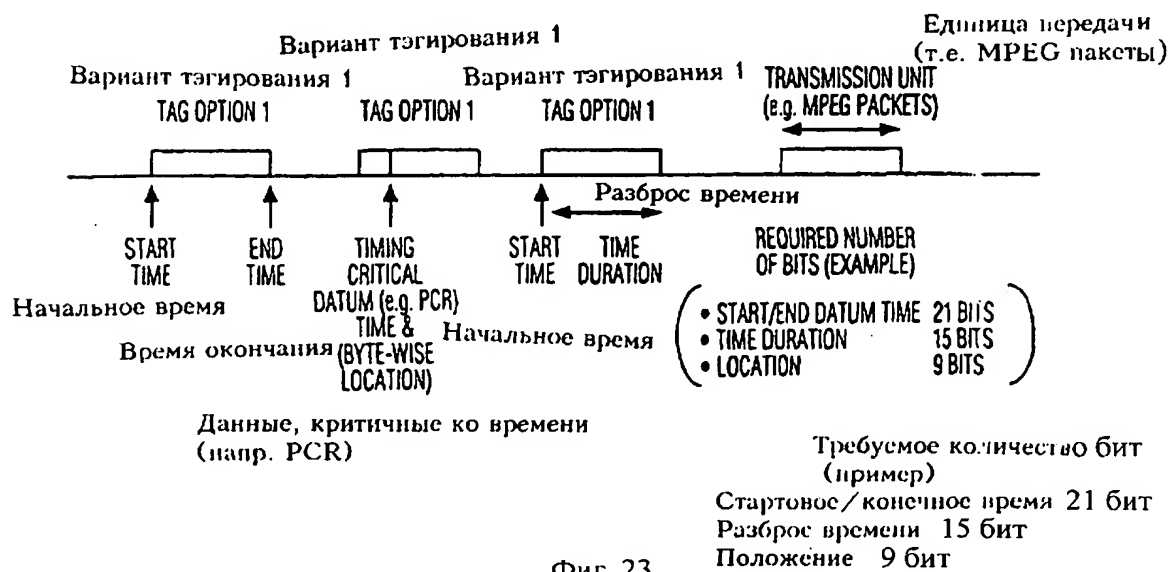 Вариант тэгирования 1
Единица передачи
(т.е. MPEG пакеты)
Вариант тэгирования 1
Вариант тэгирования 1
TRANSMISSION UNIT
(e.g. MPEG PACKETS)
TAG OPTION 1
TAG OPTION 1
TAG OPTION 1
Разброс времени
START
TIME
END
TIME
TIMING
CRITICAL
DATUM (e.g. PCR)
TIME &
(BYTE-WISE
LOCATION)
START
TIME
TIME
DURATION
REQUIRED NUMBER
OF BITS (EXAMPLE)
• START/END DATUM TIME 21 BITS
• TIME DURATION 15 BITS
• LOCATION 9 BITS
Начальное время
Время окончания
Начальное время
Данные, критичные ко времени
(напр. PCR)
Требуемое количество бит
(пример)
Стартовое/конечное время 21 бит
Разброс времени 15 бит
Положение 9 бит
Фиг. 23